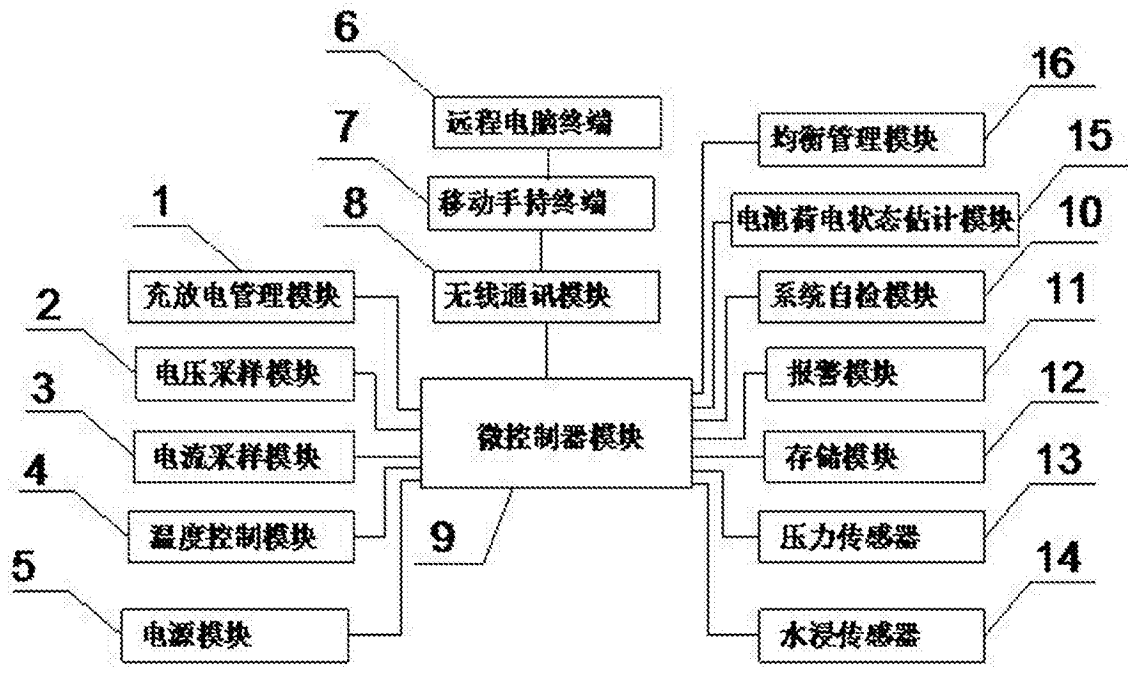 6
远程电脑终端
7
移动手持终端
8
无线通讯模块
1
充放电管理模块
2
电压采样模块
3
电流采样模块
4
温度控制模块
5
电源模块
微控制器模块
9
16
均衡管理模块
15
电池荷电状态估计模块
10
系统自检模块
11
报警模块
12
存储模块
13
压力传感器
14
水浸传感器